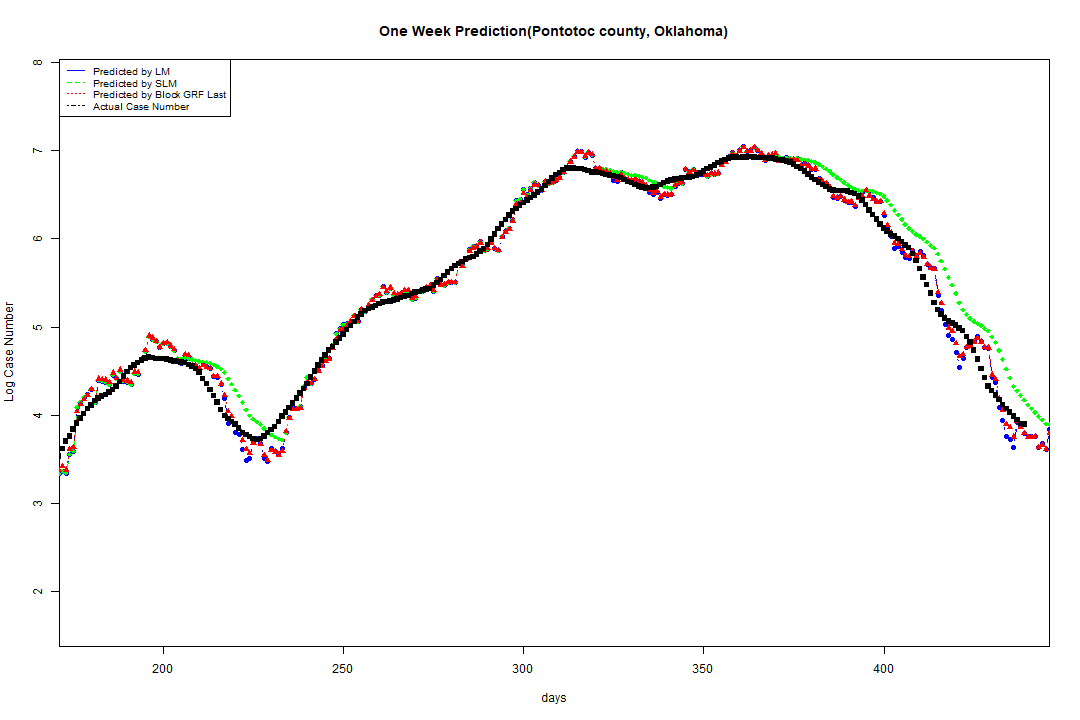 One Week Prediction(Pontotoc county, Oklahoma)
Predicted by LM
Predicted by SLM
Predicted by Block GRF Last
Actual Case Number
Log Case Number
8
7
6
5
4
3
2
200 250 300 350 400
days